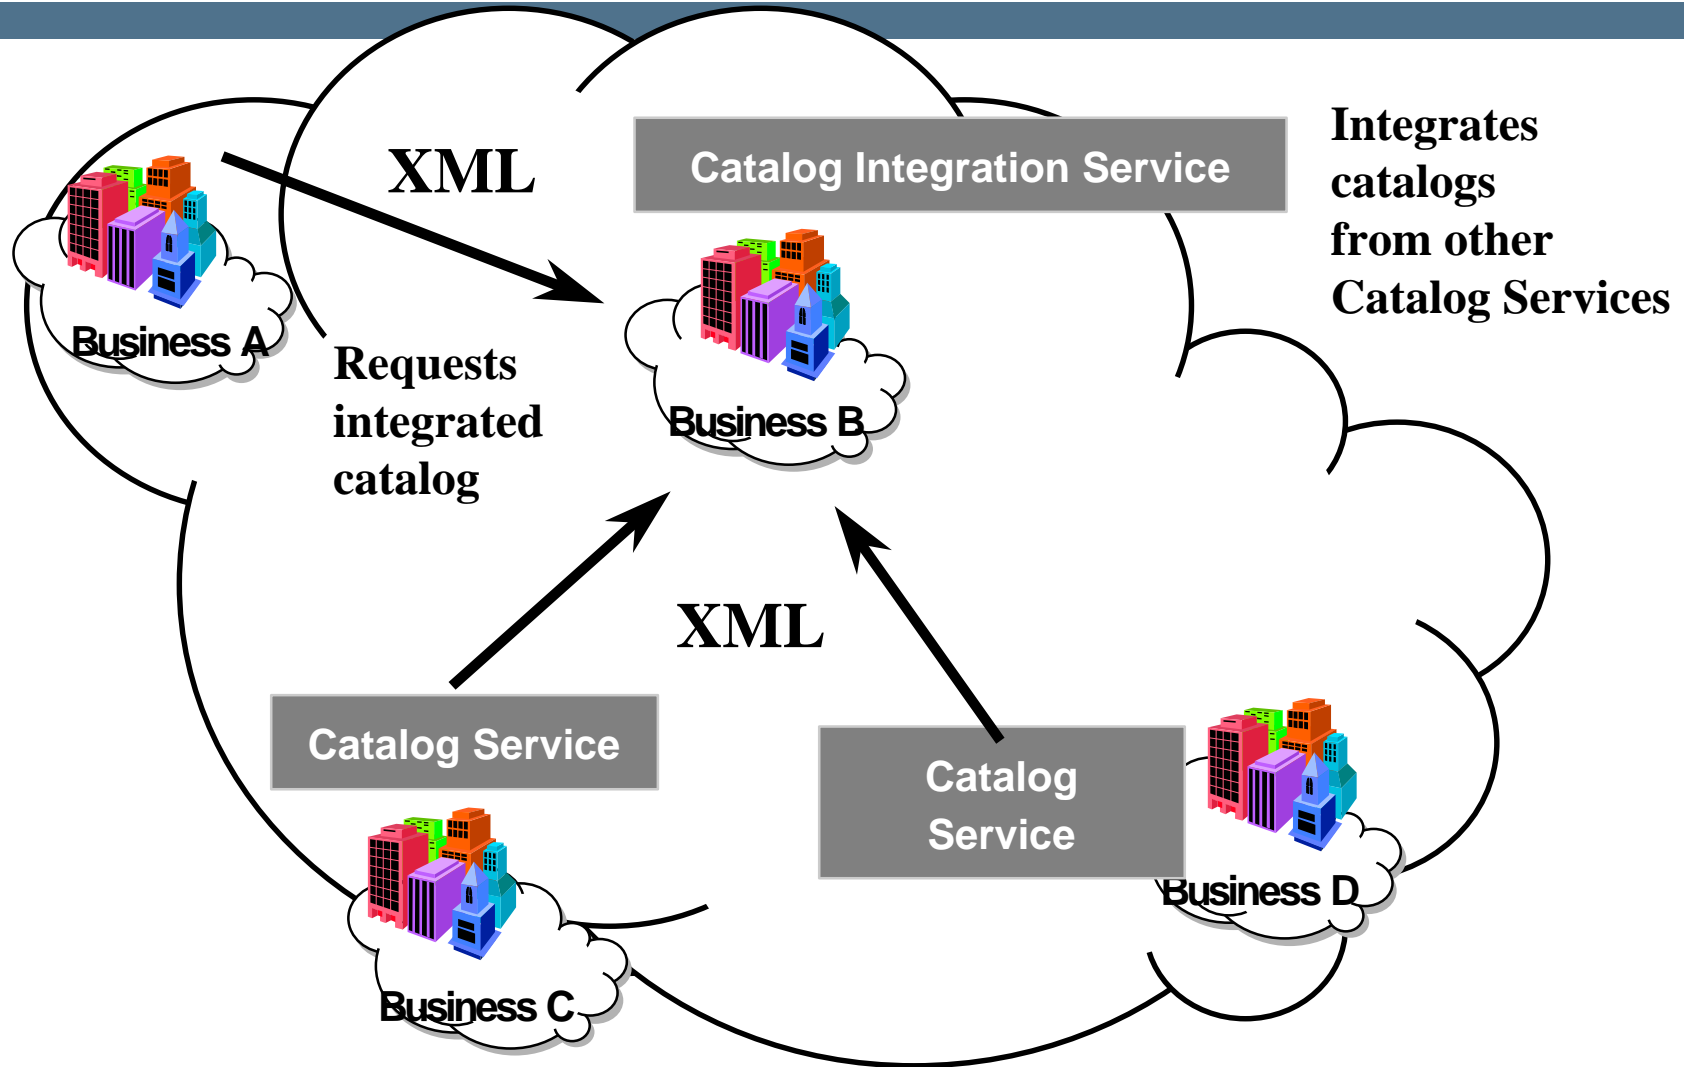 XML
Catalog Integration Service
Integrates
catalogs
from other
Catalog Services
Business A
Requests
integrated
catalog
Business B
XML
Catalog Service
Catalog
Service
Business C
Business D